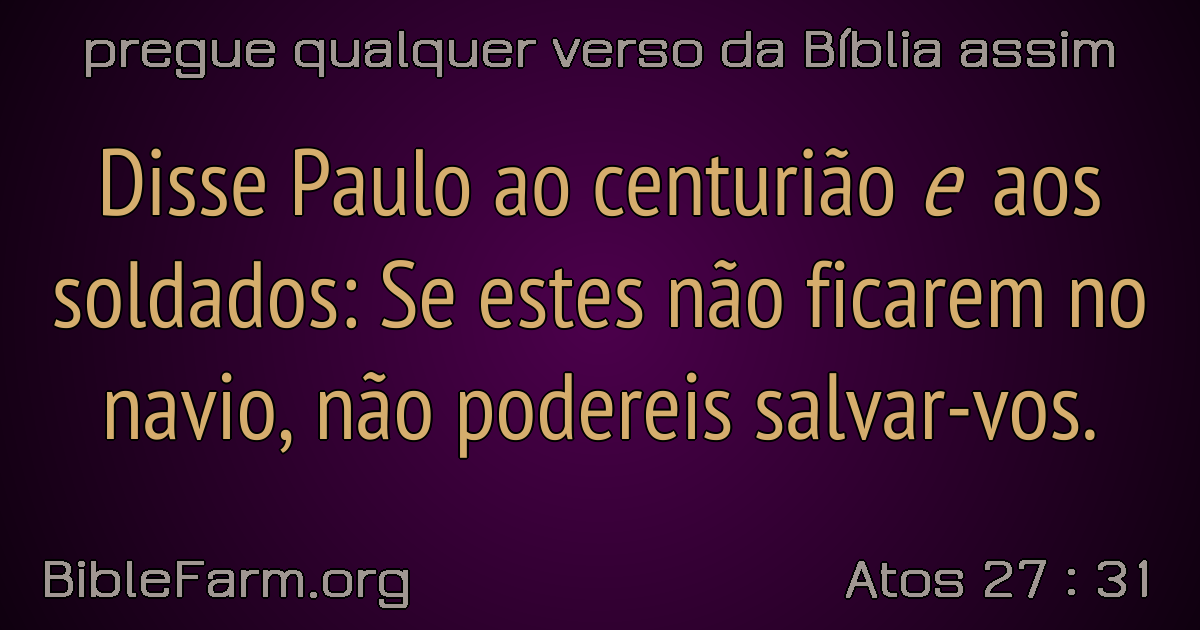 pregue qualquer verso da Bíblia assim
Disse Paulo ao centurião e aos
soldados: Se estes não ficarem no
navio, não podereis salvar-vos.
BibleFarm.org
Atos 27 : 31